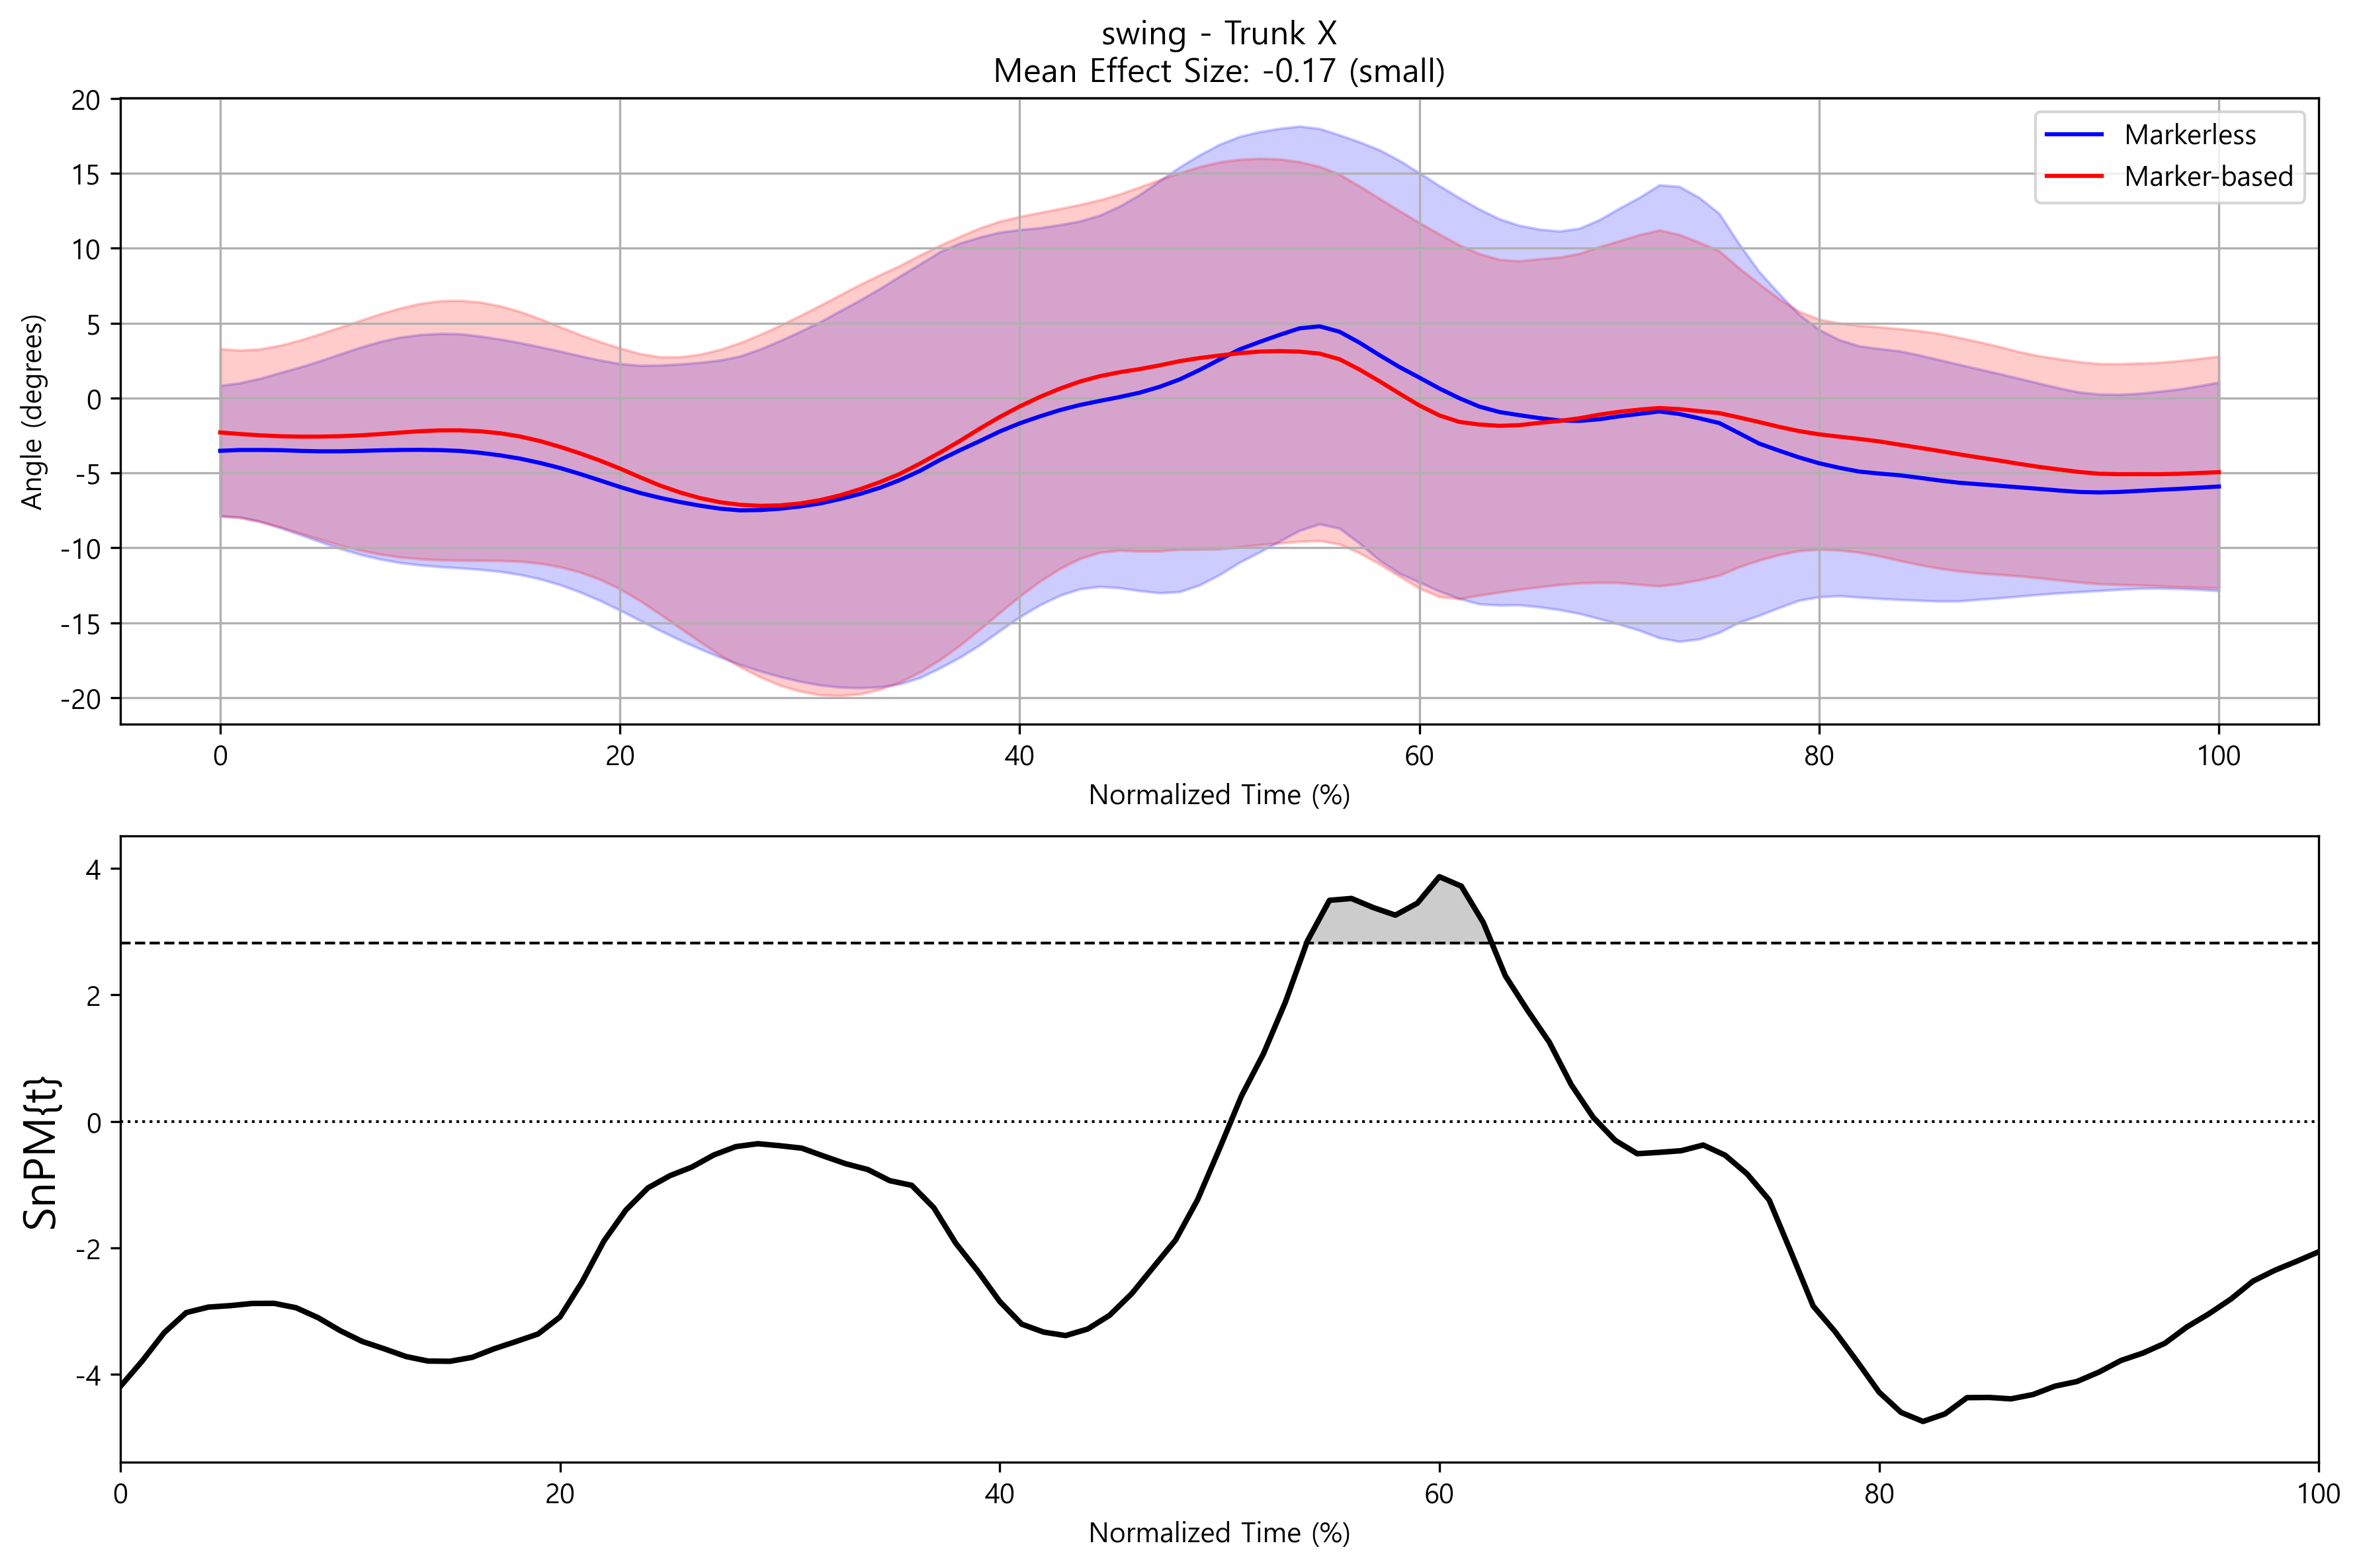 swing - Trunk X
Mean Effect Size: -0.17 (small)
20
15
10
5
0
-5
-10
-15
-20
Angle (degrees)
Markerless
Marker-based
0 20 40 60 80 100
Normalized Time (%)
4
2
0
-2
-4
SnPM{t}
0 20 40 60 80 100
Normalized Time (%)